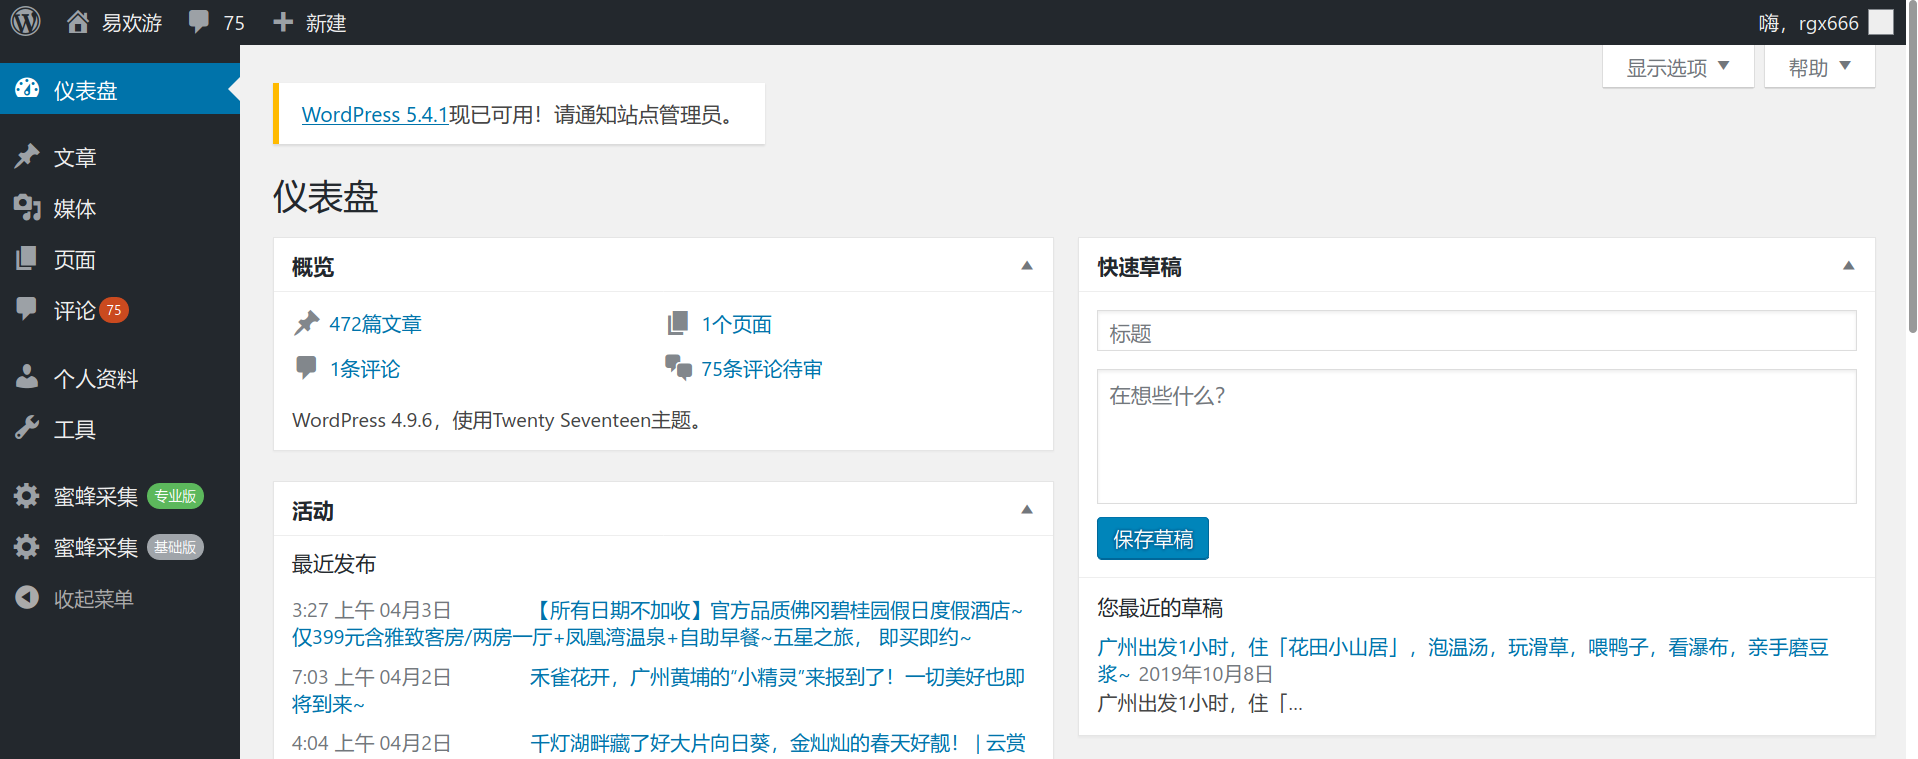 易欢游 75 新建 嗨，rgx666
显示选项 帮助
仪表盘
文章
媒体
页面
评论 75
个人资料
工具
蜜蜂采集 专业版
蜜蜂采集 基础版
收起菜单
WordPress 5.4.1现已可用！请通知站点管理员。
仪表盘
概览
472篇文章 1个页面
1条评论 75条评论待审
WordPress 4.9.6，使用Twenty Seventeen主题。
活动
最近发布
3:27 上午 04月3日 【所有日期不加收】官方品质佛冈碧桂园假日度假酒店~
仅399元含雅致客房/两房一厅+凤凰湾温泉+自助早餐~五星之旅， 即买即约~
7:03 上午 04月2日 禾雀花开，广州黄埔的“小精灵”来报到了！一切美好也即
将到来~
4:04 上午 04月2日 千灯湖畔藏了好大片向日葵，金灿灿的春天好靓！ | 云赏
快速草稿
标题
在想些什么？
保存草稿
您最近的草稿
广州出发1小时，住「花田小山居」，泡温汤，玩滑草，喂鸭子，看瀑布，亲手磨豆
浆~ 2019年10月8日
广州出发1小时，住「…